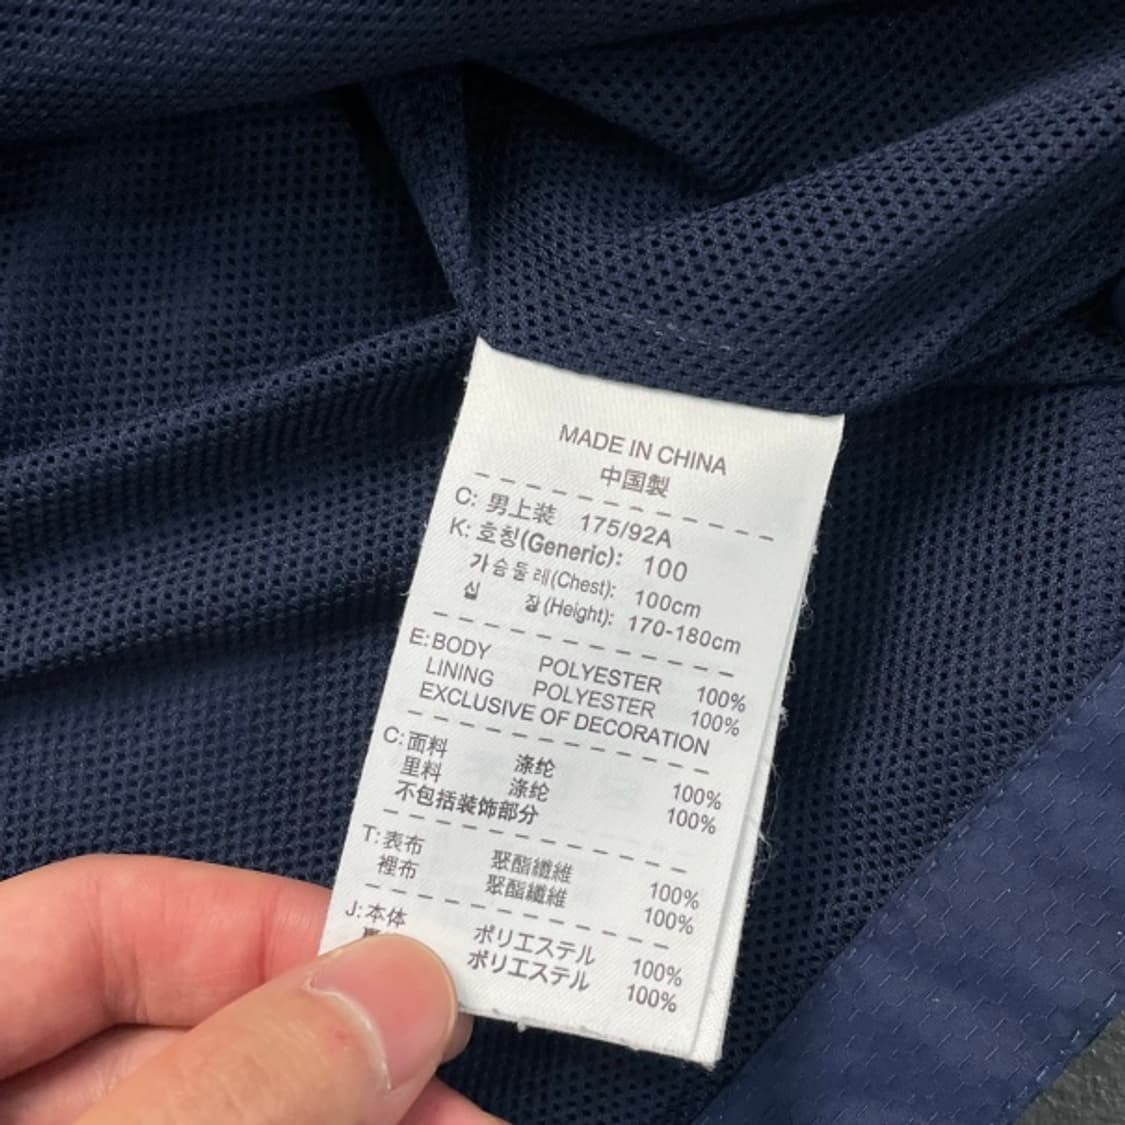 MADE IN CHINA
中国製
C: 男上装 175/92A
K: 호칭(Generic): 100
가슴둘레(Chest): 100cm
신 장(Height): 170-180cm
E: BODY POLYESTER 100%
LINING POLYESTER 100%
EXCLUSIVE OF DECORATION
C: 面料 涤纶 100%
里料 涤纶 100%
不包括装饰部分
T: 表布 聚酯纖維 100%
裡布 聚酯纖維 100%
J: 本体 ポリエステル 100%
ポリエステル 100%